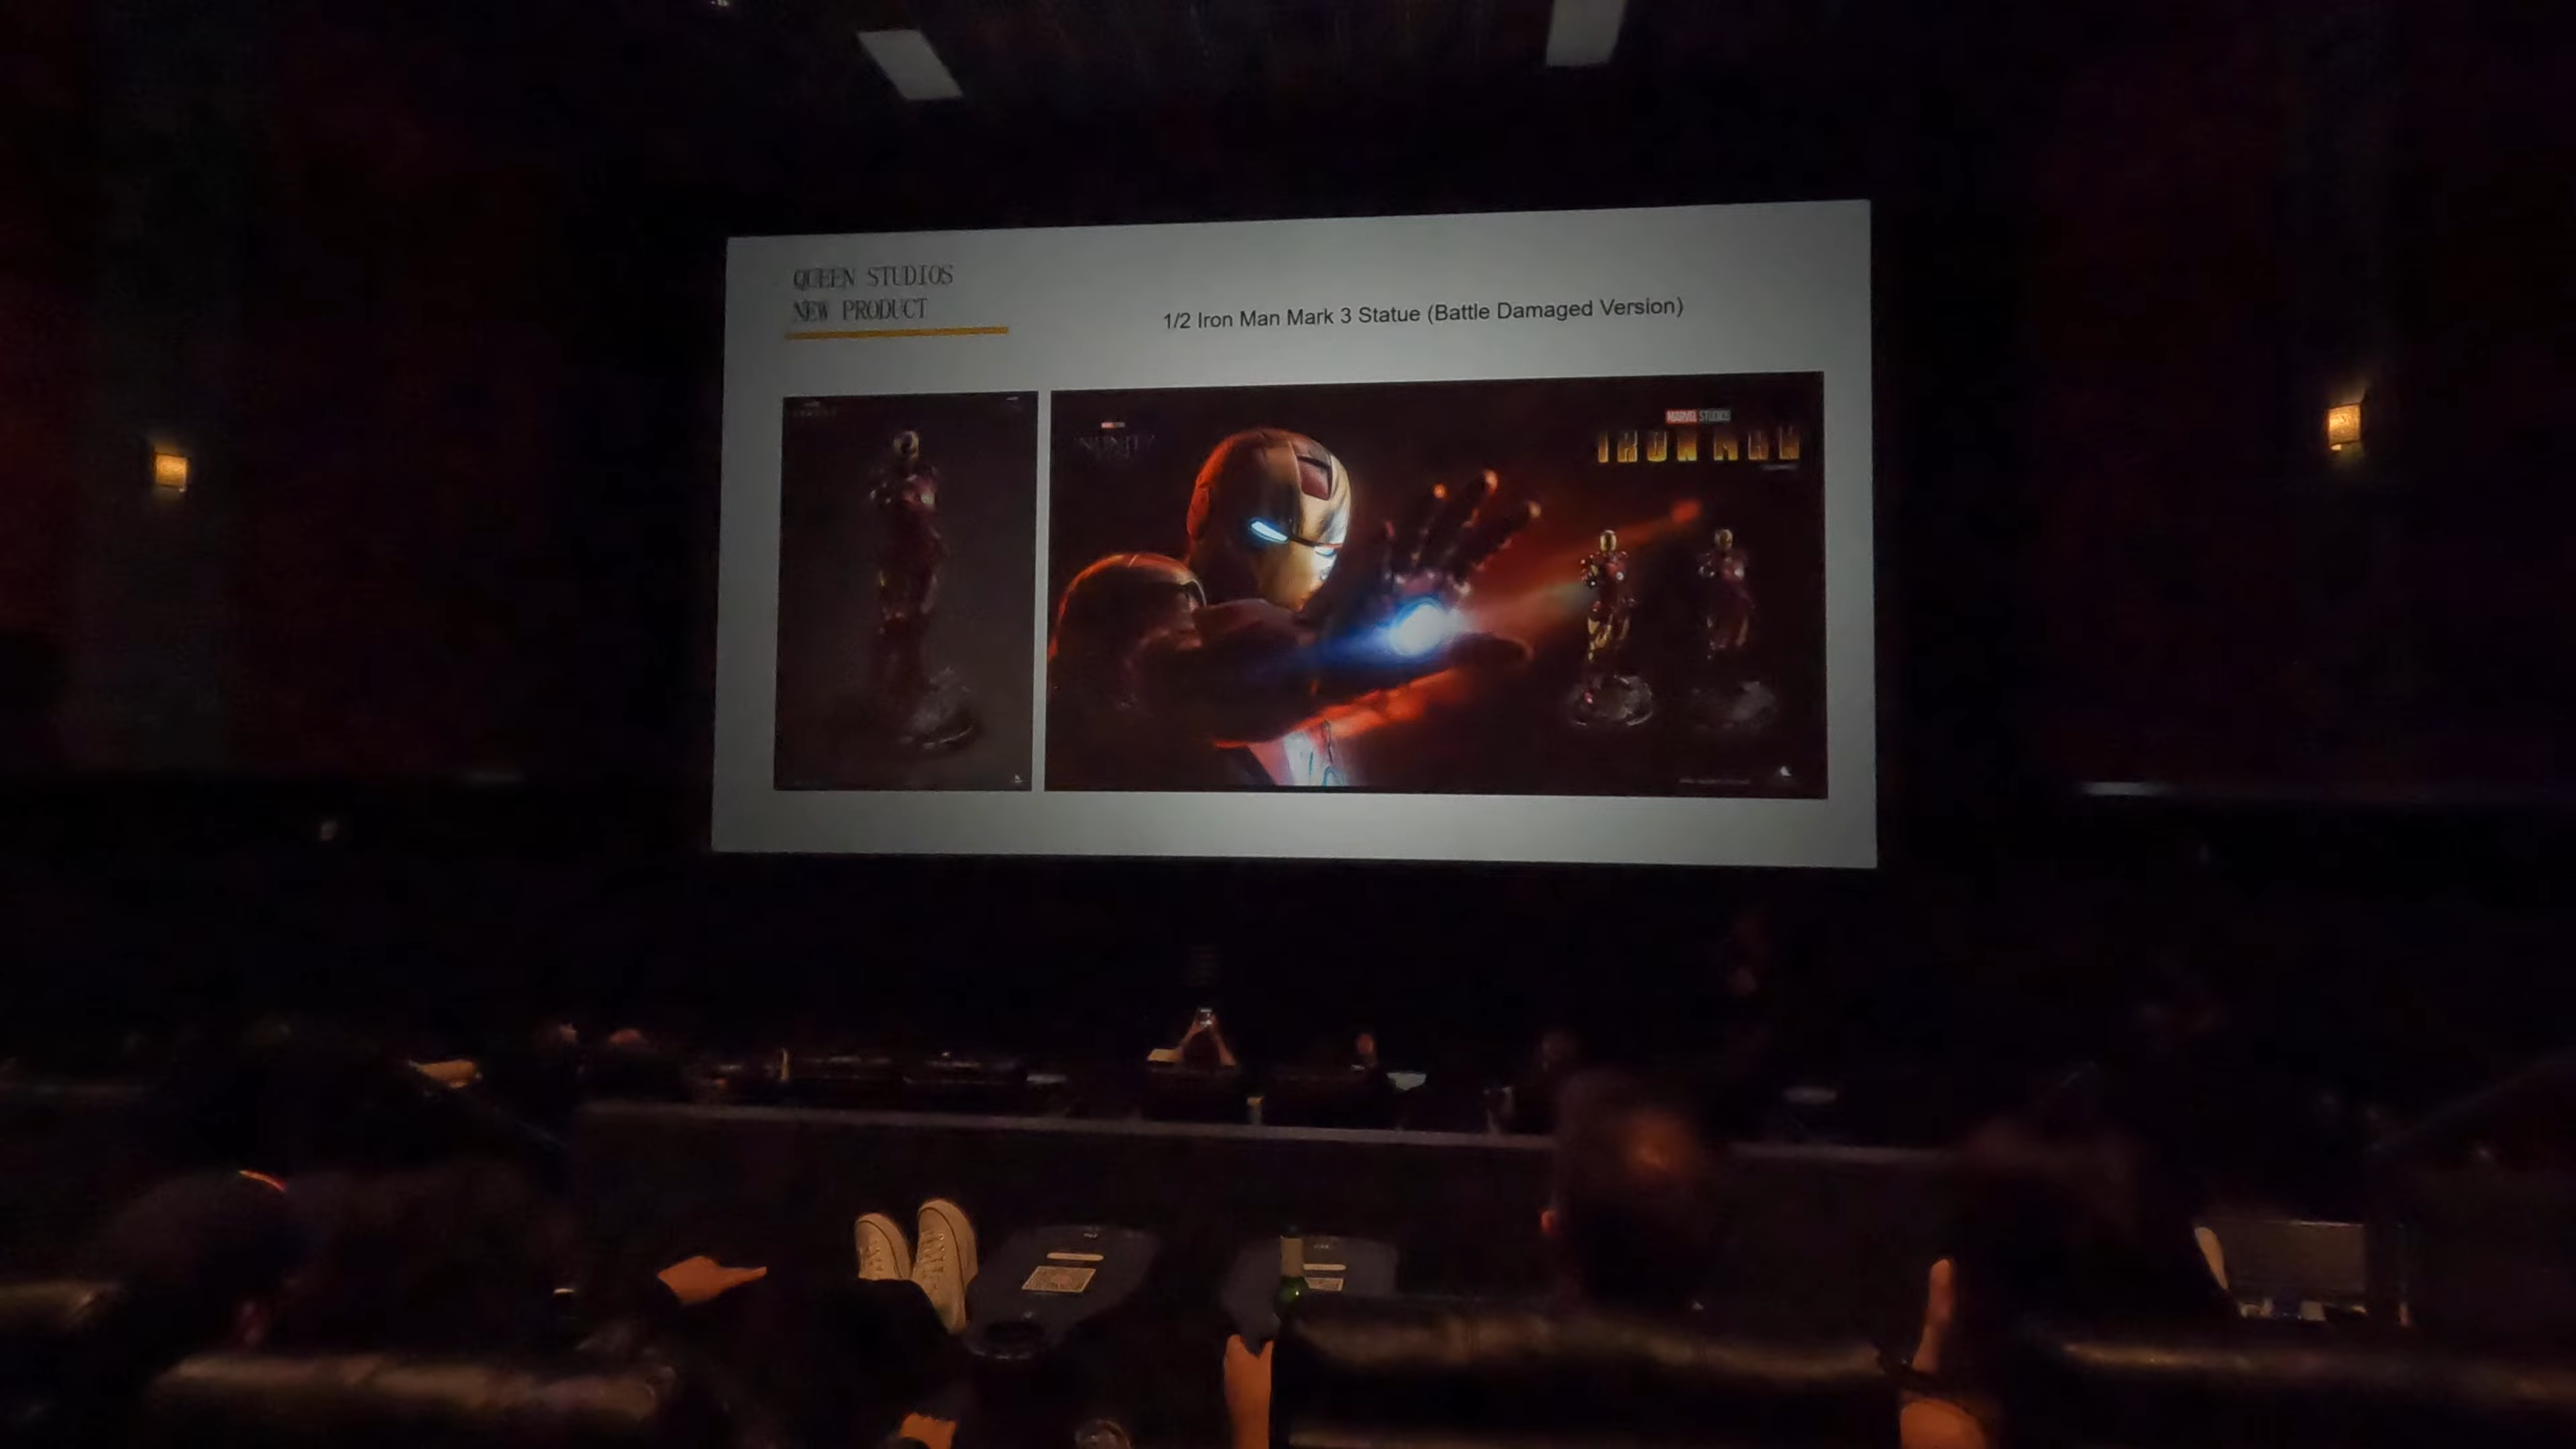 QUEEN STUDIOS
NEW PRODUCT
1/2 Iron Man Mark 3 Statue (Battle Damaged Version)
MARVEL STUDIOS
IRON MAN